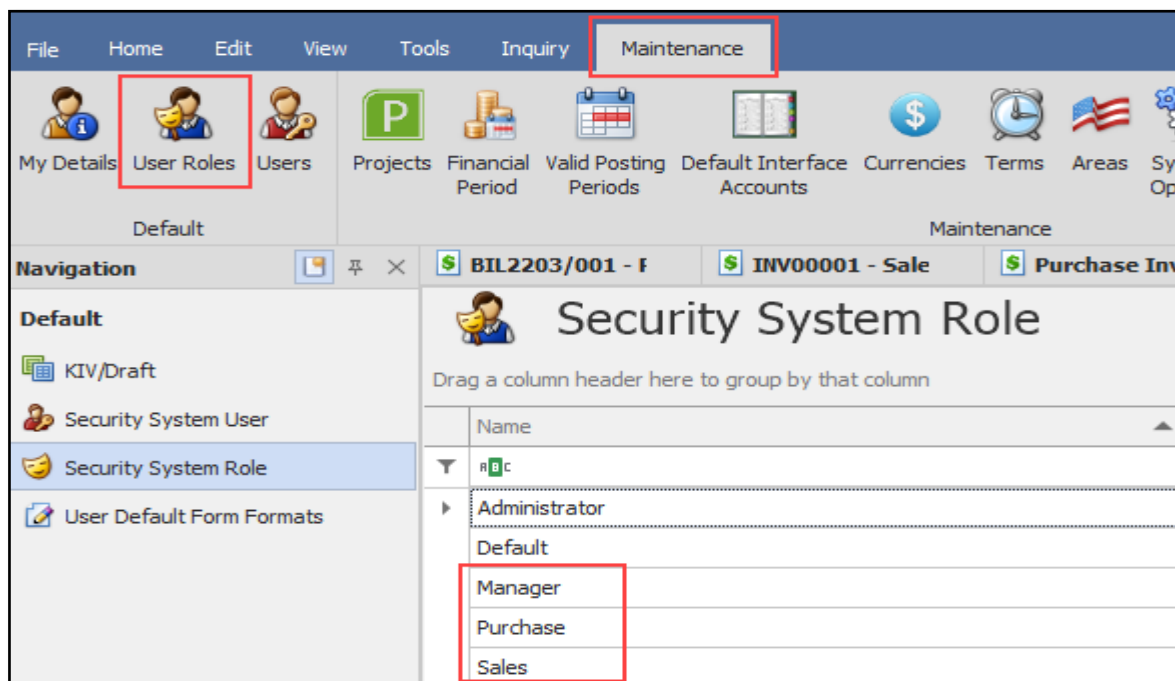 File Home Edit View Tools Inquiry Maintenance
My Details User Roles Users Projects Financial Period Valid Posting Periods Default Interface Accounts Currencies Terms Areas
Default Maintenance
Navigation
BIL2203/001 - INV00001 - Sale Purchase
Default
KIV/Draft
Security System User
Security System Role
User Default Form Formats
Security System Role
Drag a column header here to group by that column
Name
ABC
Administrator
Default
Manager
Purchase
Sales